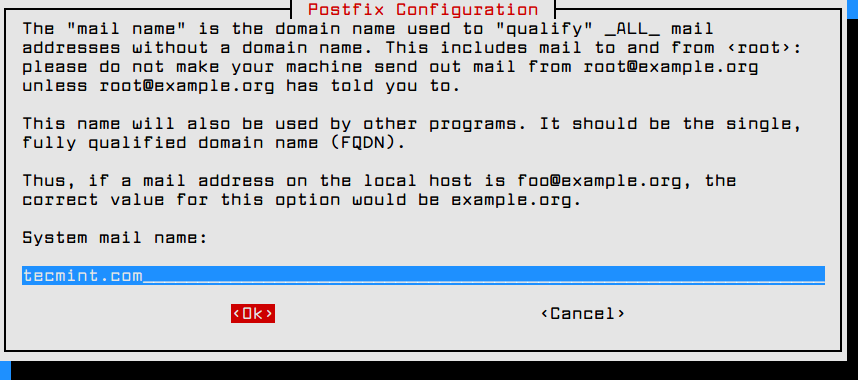 Postfix Configuration
The "mail name" is the domain name used to "qualify" _ALL_ mail
addresses without a domain name. This includes mail to and from <root>:
please do not make your machine send out mail from root@example.org
unless root@example.org has told you to.
This name will also be used by other programs. It should be the single,
fully qualified domain name (FQDN).
Thus, if a mail address on the local host is foo@example.org, the
correct value for this option would be example.org.
System mail name:
tecmint.com
<Ok> <Cancel>